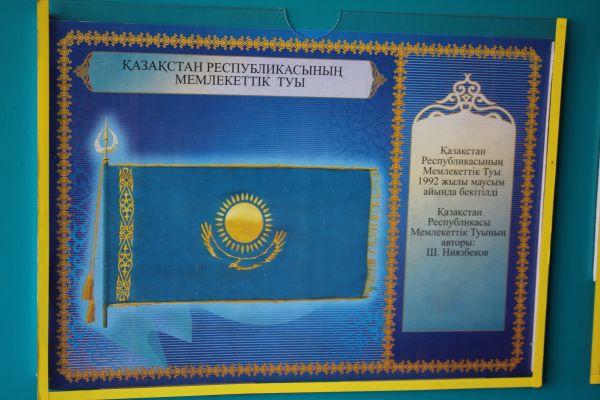 ҚАЗАҚСТАН РЕСПУБЛИКАСЫНЫҢ
МЕМЛЕКЕТТІК ТУЫ
Қазақстан
Республикасының
Мемлекеттік Туы
1992 жылы маусым
айында бекітілді
Қазақстан
Республикасы
Мемлекеттік Туының
авторы:
Ш. Ниязбеков